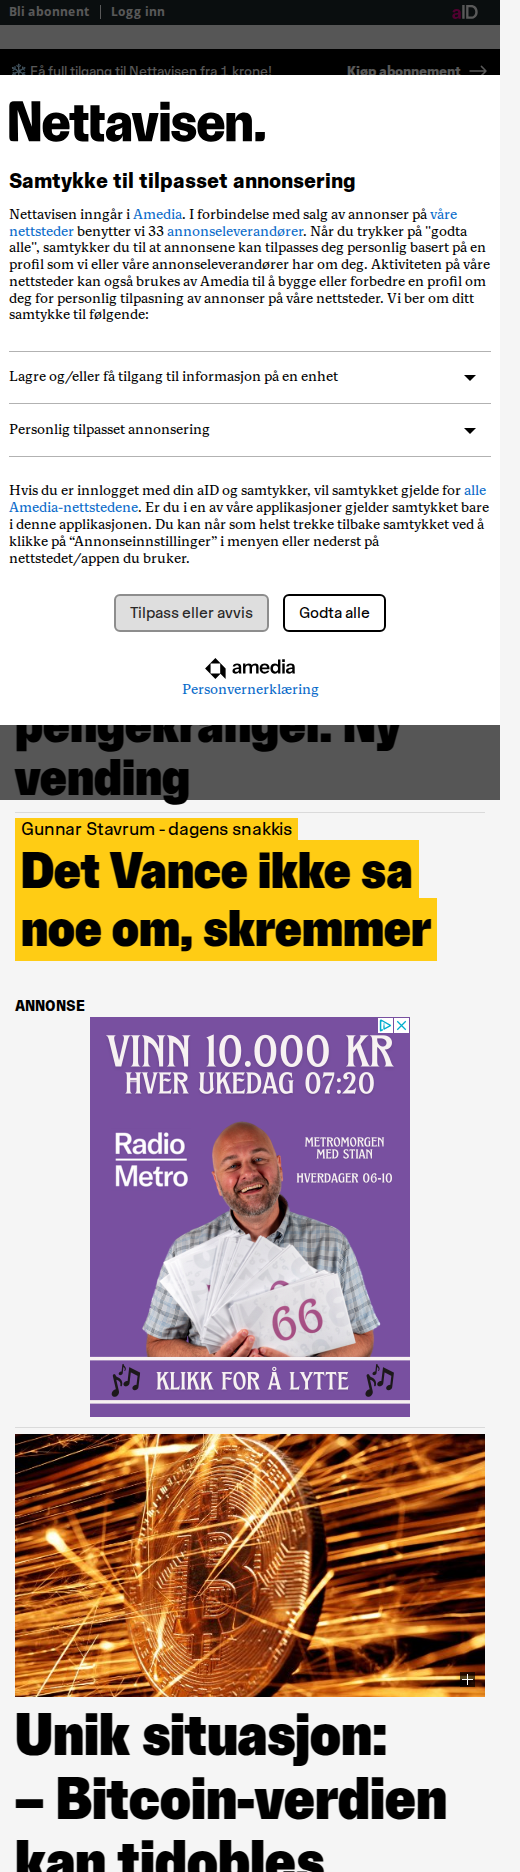 Bli abonnent | Logg inn
aID
Få full tilgang til Nettavisen fra 1 krone!
Kjøp abonnement
Nettavisen.
Samtykke til tilpasset annonsering
Nettavisen inngår i Amedia. I forbindelse med salg av annonser på våre
nettsteder benytter vi 33 annonseleverandører. Når du trykker på "godta
alle", samtykker du til at annonsene kan tilpasses deg personlig basert på en
profil som vi eller våre annonseleverandører har om deg. Aktiviteten på våre
nettsteder kan også brukes av Amedia til å bygge eller forbedre en profil om
deg for personlig tilpasning av annonser på våre nettsteder. Vi ber om ditt
samtykke til følgende:
Lagre og/eller få tilgang til informasjon på en enhet
Personlig tilpasset annonsering
Hvis du er innlogget med din aID og samtykker, vil samtykket gjelde for alle
Amedia-nettstedene. Er du i en av våre applikasjoner gjelder samtykket bare
i denne applikasjonen. Du kan når som helst trekke tilbake samtykket ved å
klikke på “Annonseinnstillinger” i menyen eller nederst på
nettstedet/appen du bruker.
Tilpass eller avvis
Godta alle
amedia
Personvernerklæring
pengekrangel: Ny
vending
Gunnar Stavrum - dagens snakkis
Det Vance ikke sa
noe om, skremmer
ANNONSE
VINN 10.000 KR
HVER UKEDAG 07:20
Radio
Metro
METROMORGEN
MED STIAN
HVERDAGER 06-10
66
KLIKK FOR Å LYTTE
Unik situasjon:
– Bitcoin-verdien
kan tidobles